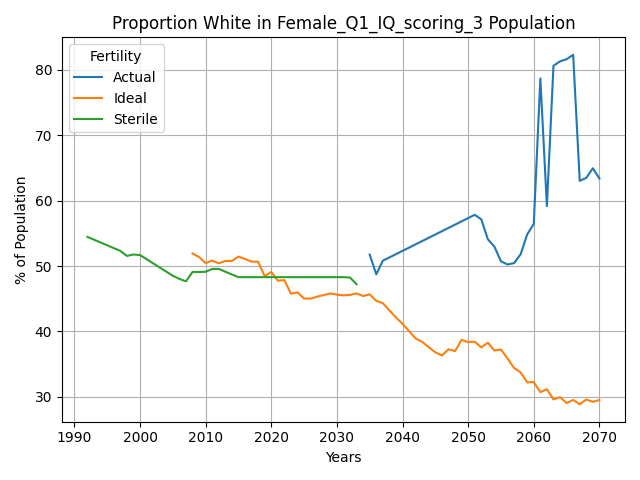 Proportion White in Female_Q1_IQ_scoring_3 Population
Fertility
Actual
Ideal
Sterile
% of Population
80
70
60
50
40
30
1990 2000 2010 2020 2030 2040 2050 2060 2070
Years